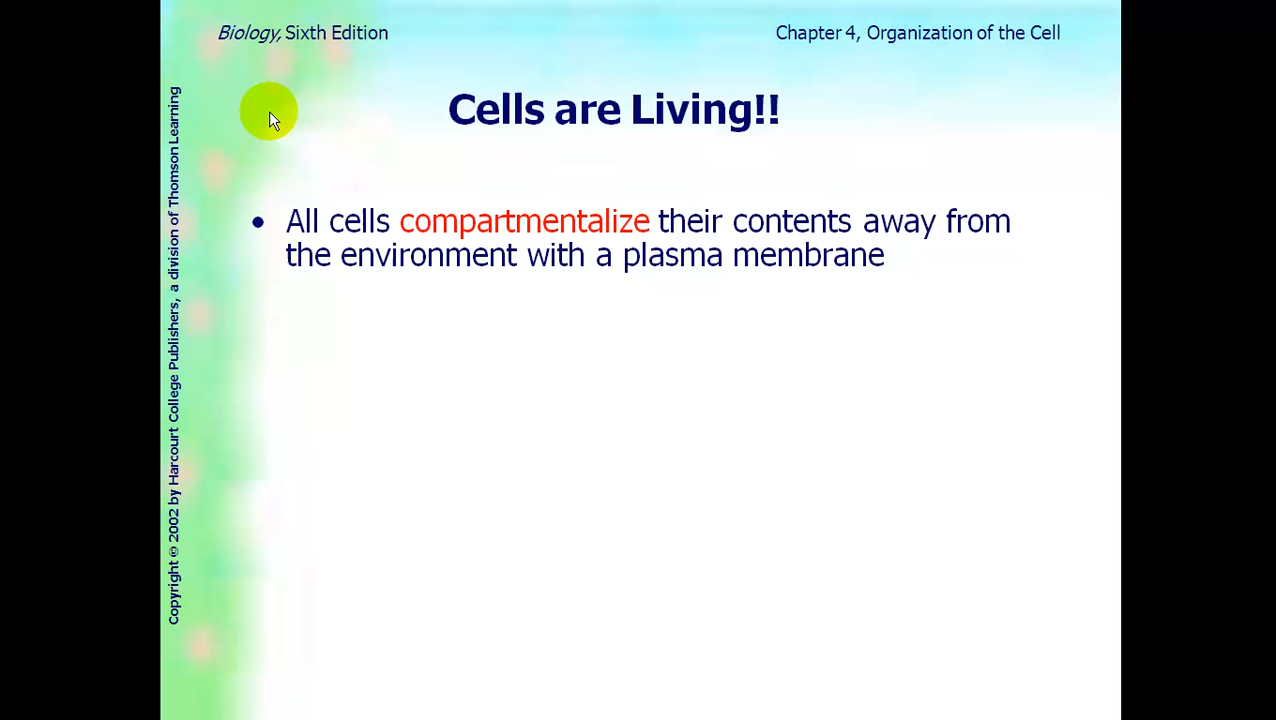 Biology, Sixth Edition
Chapter 4, Organization of the Cell
Cells are Living!!
• All cells compartmentalize their contents away from
the environment with a plasma membrane
Copyright © 2002 by Harcourt College Publishers, a division of Thomson Learning